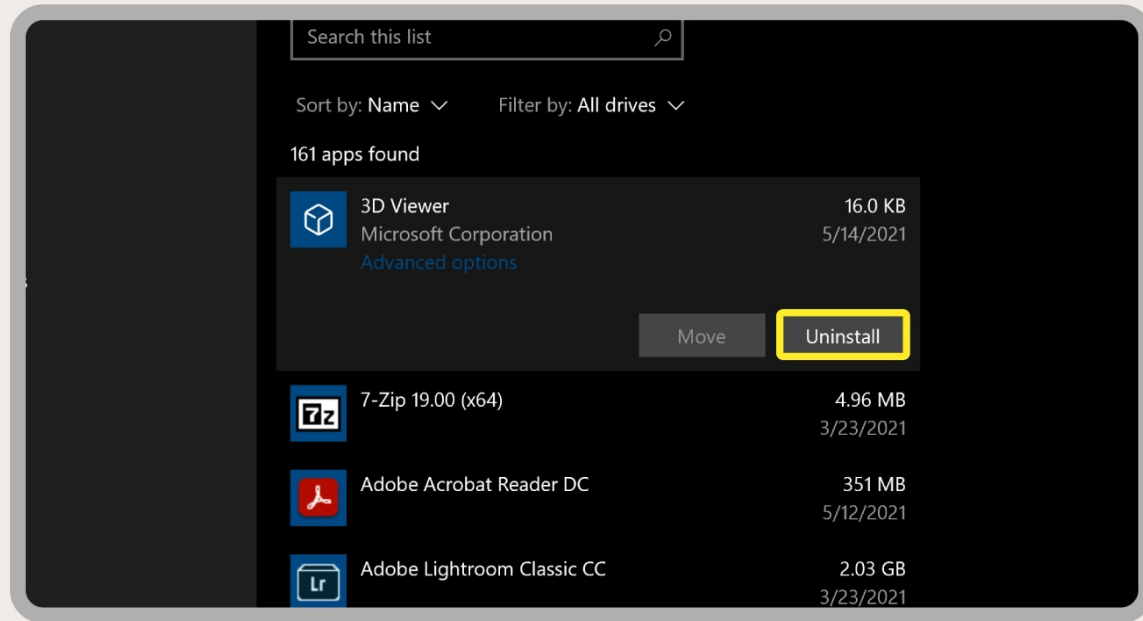 Search this list
Sort by: Name Filter by: All drives
161 apps found
3D Viewer 16.0 KB
Microsoft Corporation 5/14/2021
Advanced options
Move Uninstall
7z 7-Zip 19.00 (x64) 4.96 MB
3/23/2021
Adobe Acrobat Reader DC 351 MB
5/12/2021
Lr Adobe Lightroom Classic CC 2.03 GB
3/23/2021